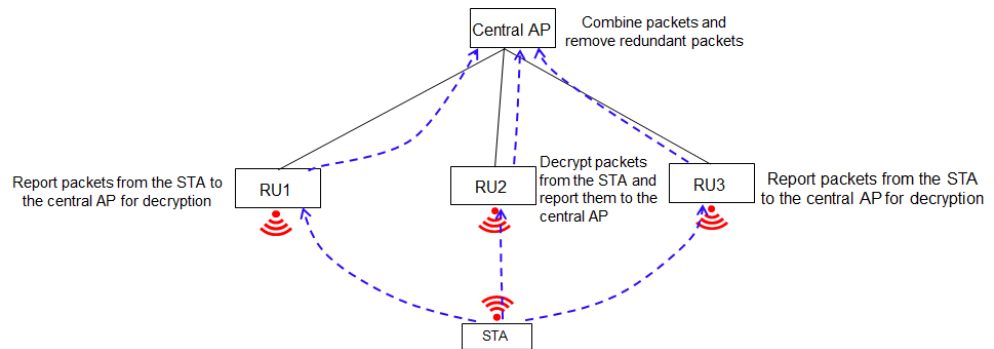 Central AP
Combine packets and
remove redundant packets
Report packets from the STA to
the central AP for decryption
RU1
RU2
Decrypt packets
from the STA and
report them to the
central AP
RU3
Report packets from the STA
to the central AP for decryption
STA